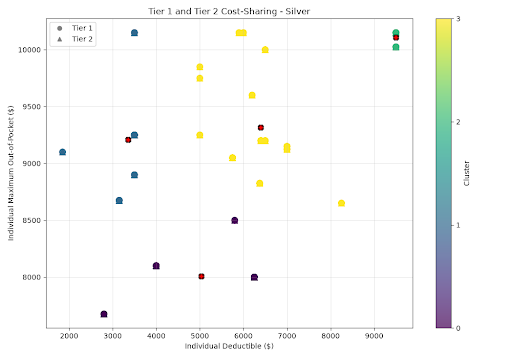 Tier 1 and Tier 2 Cost-Sharing - Silver
Tier 1
Tier 2
10000
9500
9000
8500
8000
Individual Maximum Out-of-Pocket ($)
2000 3000 4000 5000 6000 7000 8000 9000
Individual Deductible ($)
3
2
1
0
Cluster